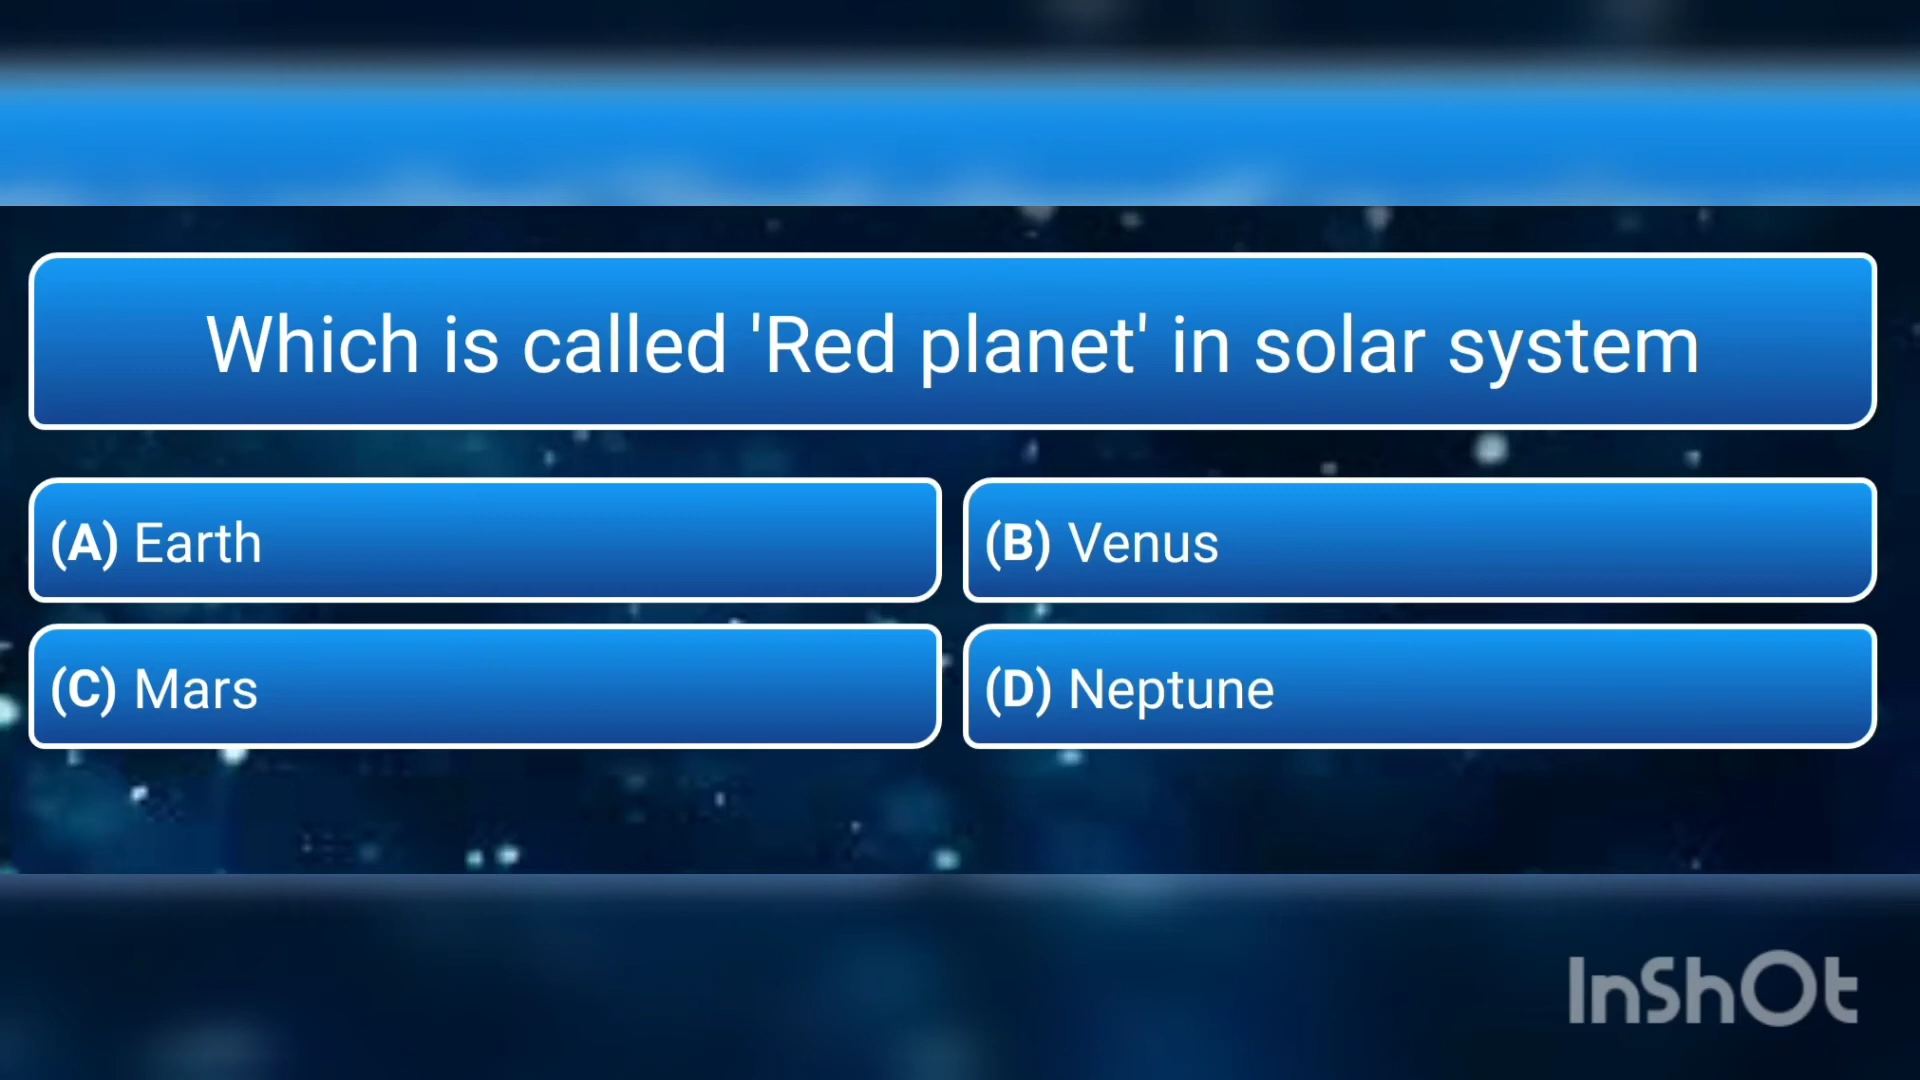 Which is called 'Red planet' in solar system
(A) Earth
(B) Venus
(C) Mars
(D) Neptune
InShOt